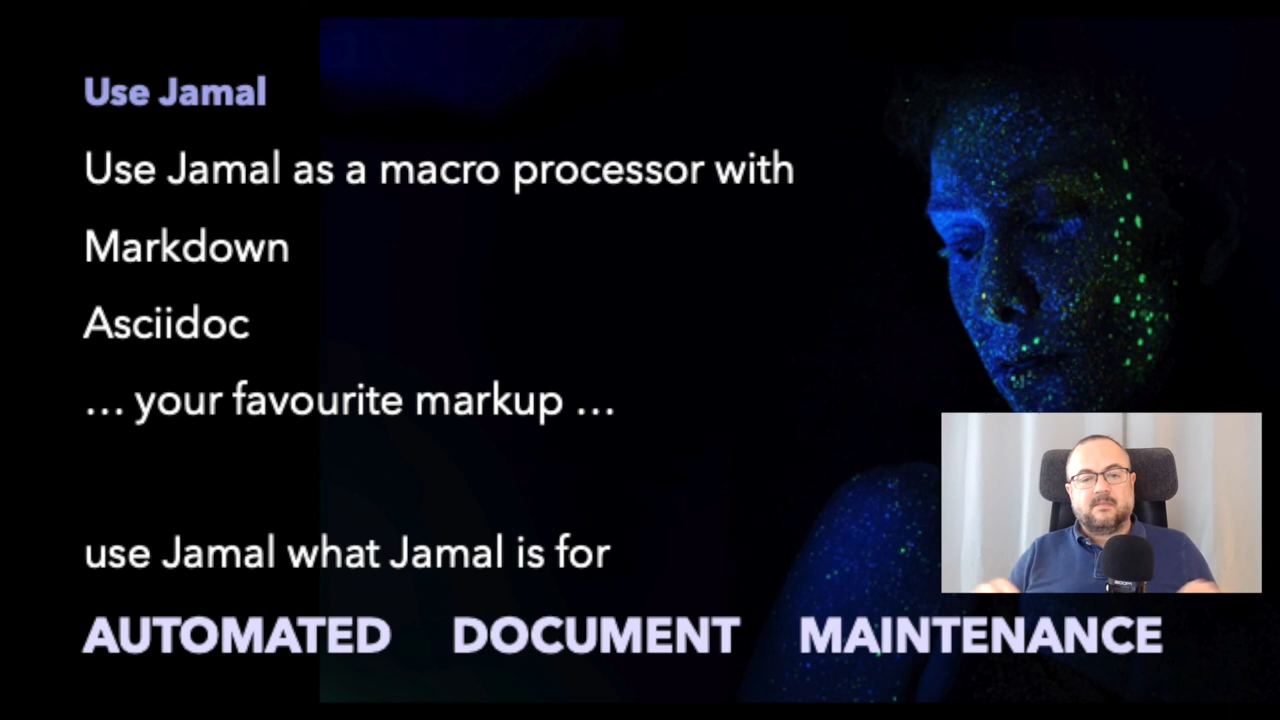 Use Jamal
Use Jamal as a macro processor with
Markdown
Asciidoc
... your favourite markup ...
use Jamal what Jamal is for
AUTOMATED DOCUMENT MAINTENANCE